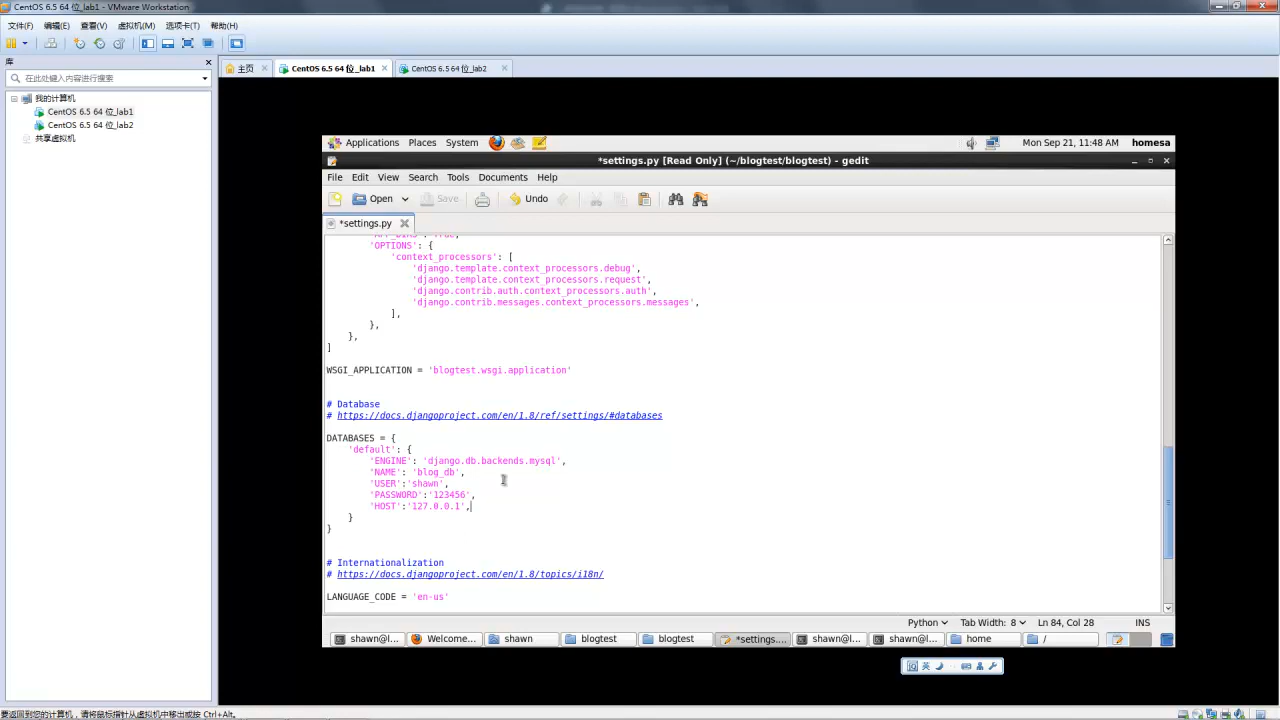 CentOS 6.5 64 位_lab1 - VMware Workstation
文件(F) 编辑(E) 查看(V) 虚拟机(M) 选项卡(T) 帮助(H)
库
在此处键入内容进行搜索
我的计算机
CentOS 6.5 64 位_lab1
CentOS 6.5 64 位_lab2
共享虚拟机
主页 CentOS 6.5 64 位_lab1 CentOS 6.5 64 位_lab2
Applications Places System Mon Sep 21, 11:48 AM homesa
*settings.py [Read Only] (~/blogtest/blogtest) - gedit
File Edit View Search Tools Documents Help
Open Save Undo
*settings.py
'OPTIONS': {
'context_processors': [
'django.template.context_processors.debug',
'django.template.context_processors.request',
'django.contrib.auth.context_processors.auth',
'django.contrib.messages.context_processors.messages',
],
},
},
]
WSGI_APPLICATION = 'blogtest.wsgi.application'
# Database
# https://docs.djangoproject.com/en/1.8/ref/settings/#databases
DATABASES = {
'default': {
'ENGINE': 'django.db.backends.mysql',
'NAME': 'blog_db',
'USER':'shawn',
'PASSWORD':'123456',
'HOST':'127.0.0.1',
}
}
# Internationalization
# https://docs.djangoproject.com/en/1.8/topics/i18n/
LANGUAGE_CODE = 'en-us'
Python Tab Width: 8 Ln 84, Col 28 INS
shawn@l... Welcome... shawn blogtest blogtest *settings.... shawn@l... shawn@l... home /
英
要返回到您的计算机，请将鼠标指针从虚拟机中移出或按 Ctrl+Alt。